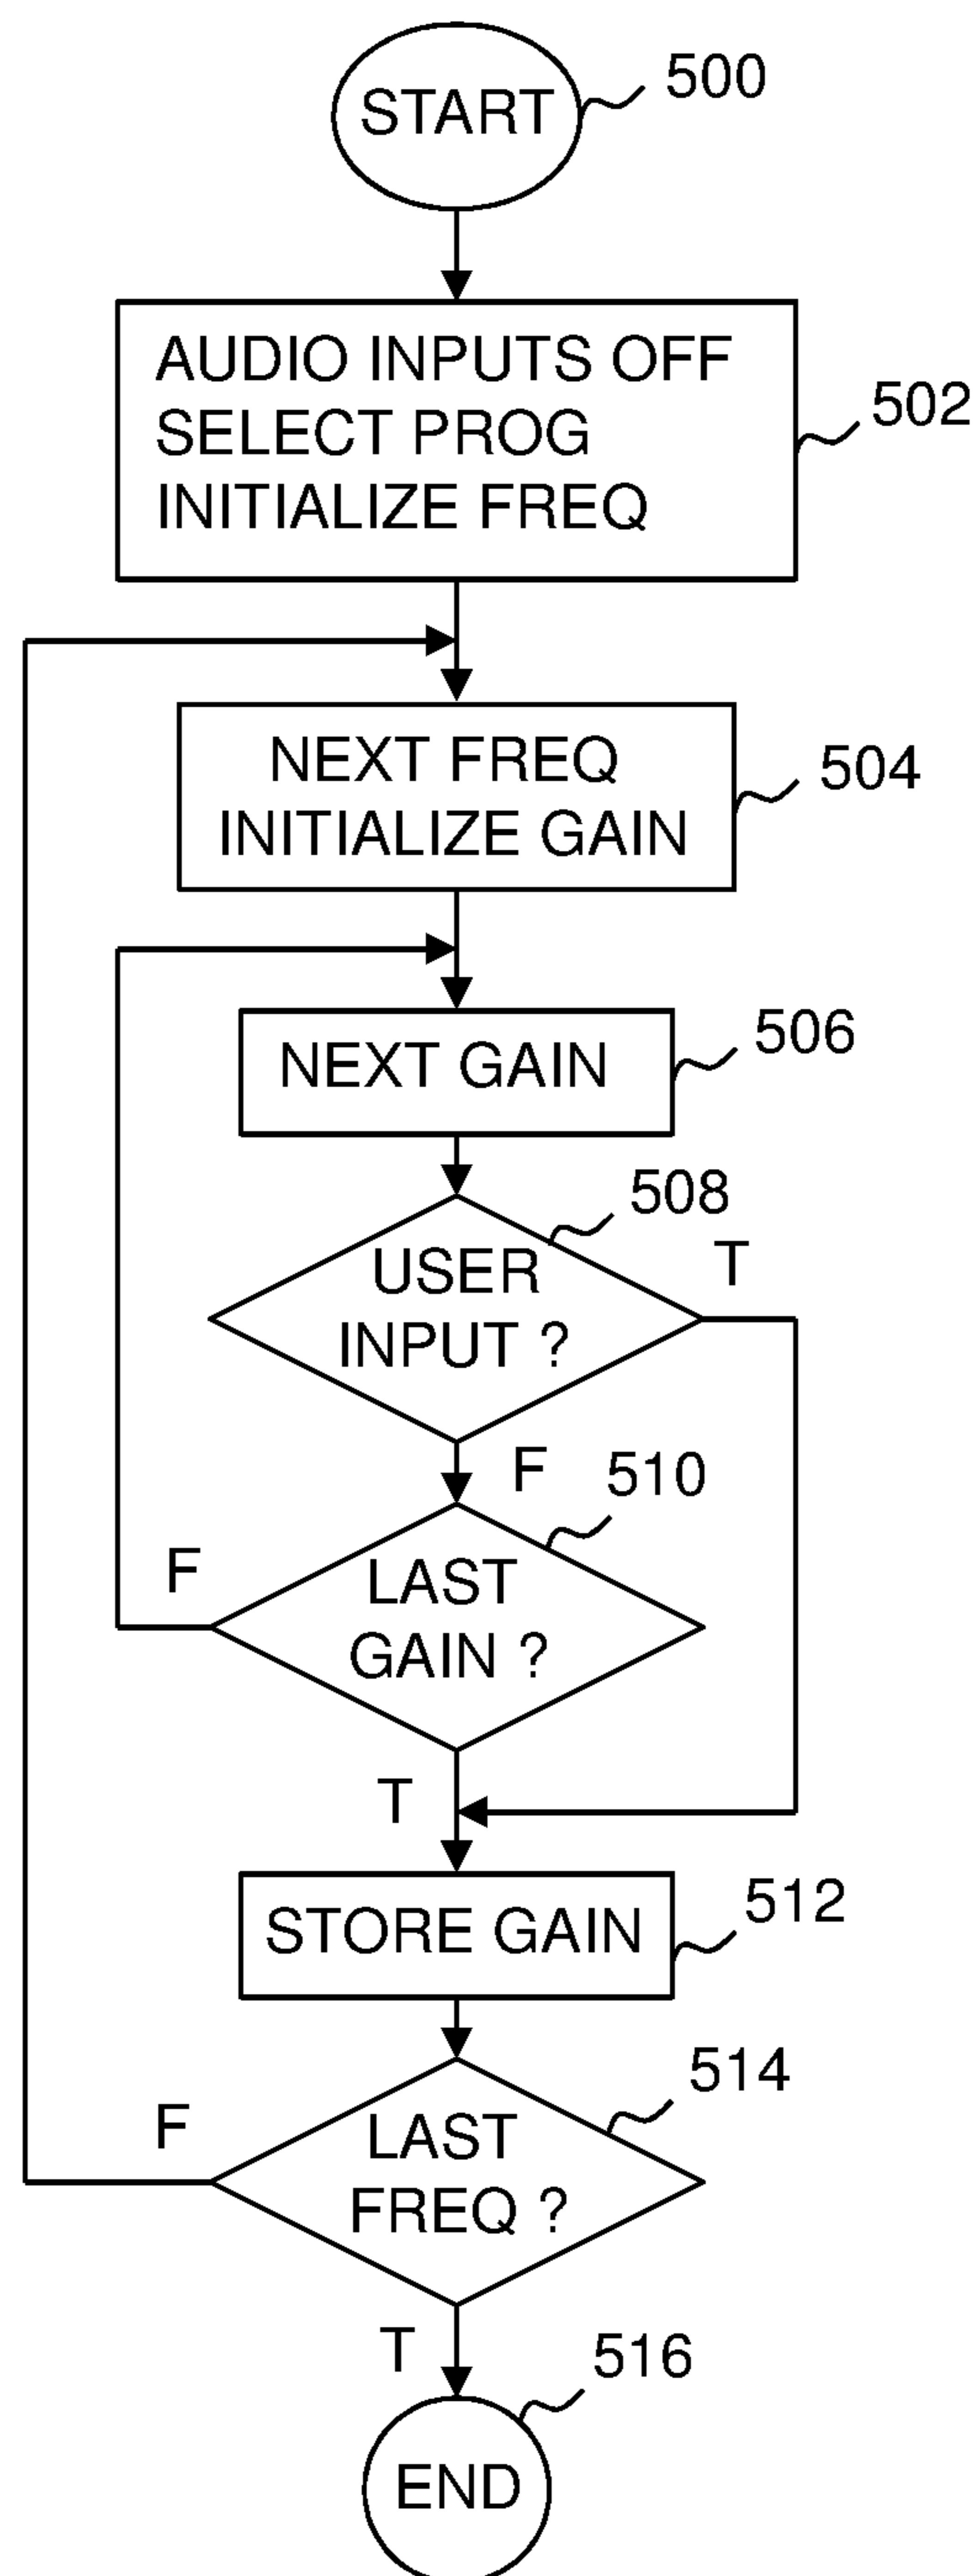 START
500
AUDIO INPUTS OFF
SELECT PROG
INITIALIZE FREQ
502
NEXT FREQ
INITIALIZE GAIN
504
NEXT GAIN
506
508
USER
INPUT ?
T
F
510
LAST
GAIN ?
F
T
STORE GAIN
512
514
LAST
FREQ ?
F
T
516
END